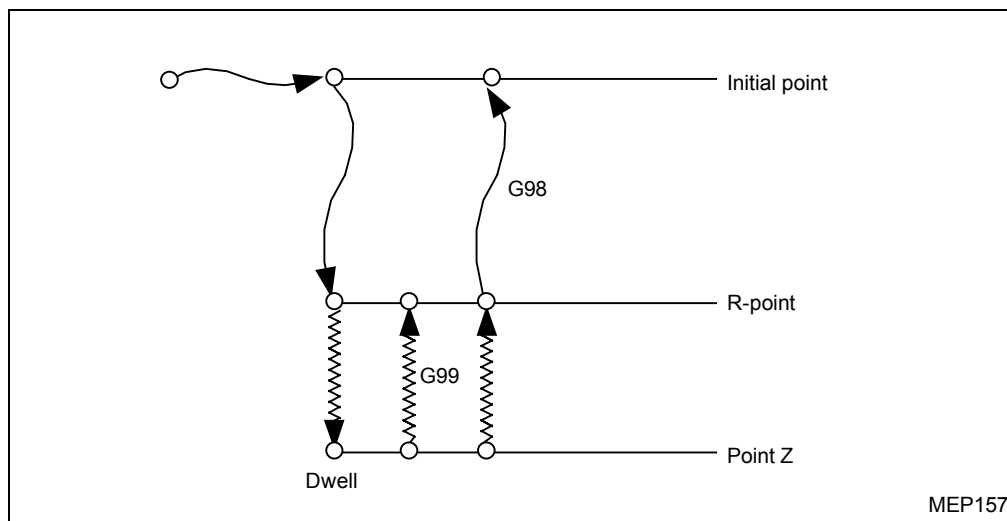 Initial point
G98
R-point
G99
Point Z
Dwell
MEP157